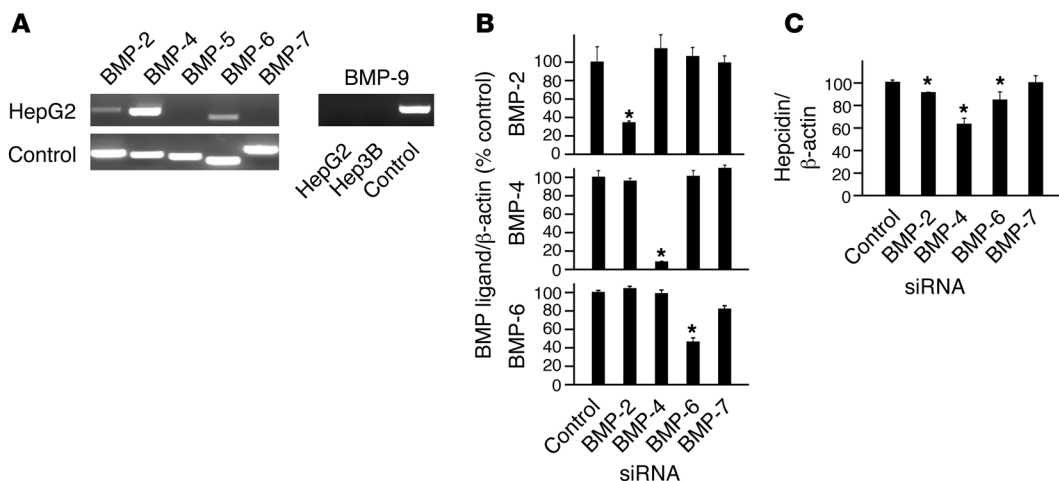 A
BMP-2
BMP-4
BMP-5
BMP-6
BMP-7
HepG2
Control
BMP-9
HepG2
Hep3B
Control
B
BMP ligand/β-actin (% control)
BMP-2
100
80
60
40
20
0
*
BMP-4
100
80
60
40
20
0
*
BMP-6
100
80
60
40
20
0
*
Control
BMP-2
BMP-4
BMP-6
BMP-7
siRNA
C
Hepcidin/
β-actin
100
80
60
40
20
0
* * *
Control
BMP-2
BMP-4
BMP-6
BMP-7
siRNA